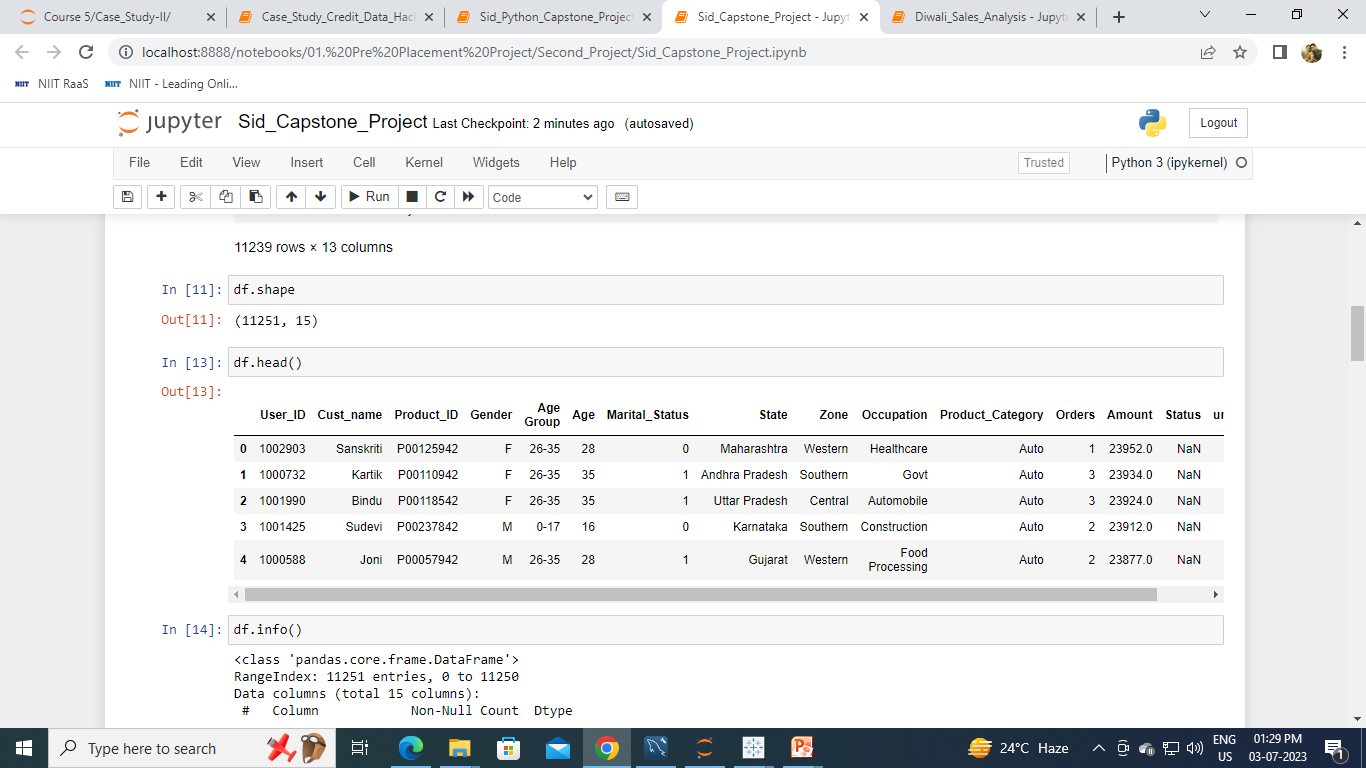 Course 5/Case_Study-II/
Case_Study_Credit_Data_Hac
Sid_Python_Capstone_Project
Sid_Capstone_Project - Jupyt
Diwali_Sales_Analysis - Jupyt
localhost:8888/notebooks/01.%20Pre%20Placement%20Project/Second_Project/Sid_Capstone_Project.ipynb
NIIT NIIT RaaS NIIT NIIT - Leading Onli...
jupyter Sid_Capstone_Project Last Checkpoint: 2 minutes ago (autosaved)
Logout
File Edit View Insert Cell Kernel Widgets Help
Trusted
Python 3 (ipykernel)
Run
Code
11239 rows × 13 columns
In [11]: df.shape
Out[11]: (11251, 15)
In [13]: df.head()
Out[13]:
User_ID Cust_name Product_ID Gender Age Group Age Marital_Status State Zone Occupation Product_Category Orders Amount Status
0 1002903 Sanskriti P00125942 F 26-35 28 0 Maharashtra Western Healthcare Auto 1 23952.0 NaN
1 1000732 Kartik P00110942 F 26-35 35 1 Andhra Pradesh Southern Govt Auto 3 23934.0 NaN
2 1001990 Bindu P00118542 F 26-35 35 1 Uttar Pradesh Central Automobile Auto 3 23924.0 NaN
3 1001425 Sudevi P00237842 M 0-17 16 0 Karnataka Southern Construction Auto 2 23912.0 NaN
4 1000588 Joni P00057942 M 26-35 28 1 Gujarat Western Food Processing Auto 2 23877.0 NaN
In [14]: df.info()
<class 'pandas.core.frame.DataFrame'>
RangeIndex: 11251 entries, 0 to 11250
Data columns (total 15 columns):
# Column Non-Null Count Dtype
Type here to search
24°C Haze
ENG
US
01:29 PM
03-07-2023
1